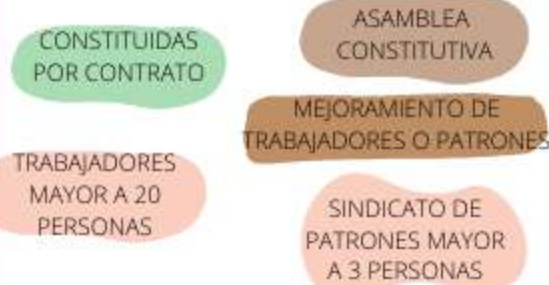 CONSTITUIDAS
POR CONTRATO
ASAMBLEA
CONSTITUTIVA
MEJORAMIENTO DE
TRABAJADORES O PATRONES
TRABAJADORES
MAYOR A 20
PERSONAS
SINDICATO DE
PATRONES MAYOR
A 3 PERSONAS